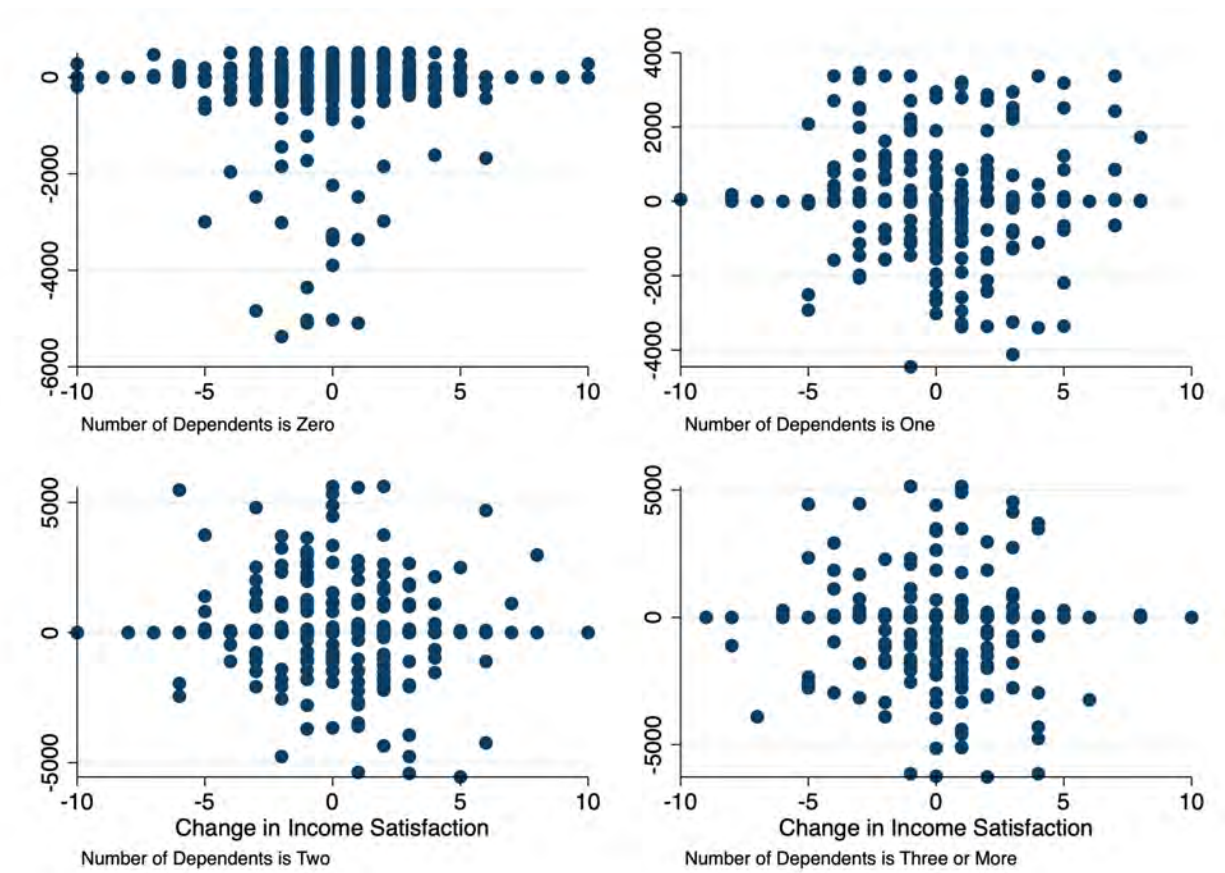 0
-2000
-4000
-6000
-10 -5 0 5 10
Number of Dependents is Zero
4000
2000
0
-2000
-4000
-10 -5 0 5 10
Number of Dependents is One
5000
0
-5000
-10 -5 0 5 10
Change in Income Satisfaction
Number of Dependents is Two
5000
0
-5000
-10 -5 0 5 10
Change in Income Satisfaction
Number of Dependents is Three or More